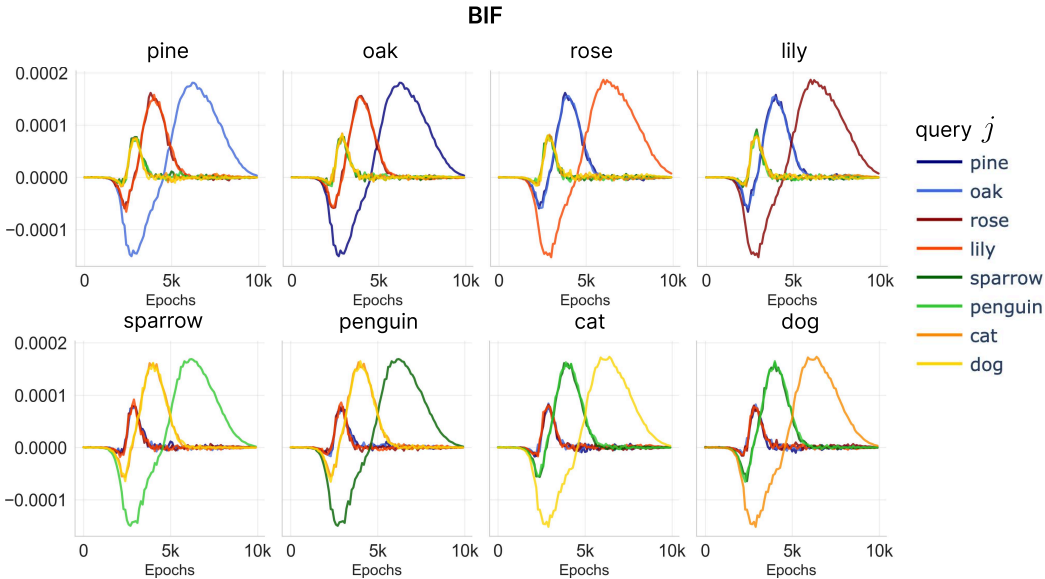 BIF
pine oak rose lily
0.0002
0.0001
0.0000
−0.0001
0 5k 10k 0 5k 10k 0 5k 10k 0 5k 10k
Epochs Epochs Epochs Epochs
sparrow penguin cat dog
0.0002
0.0001
0.0000
−0.0001
0 5k 10k 0 5k 10k 0 5k 10k 0 5k 10k
Epochs Epochs Epochs Epochs
query j
pine
oak
rose
lily
sparrow
penguin
cat
dog